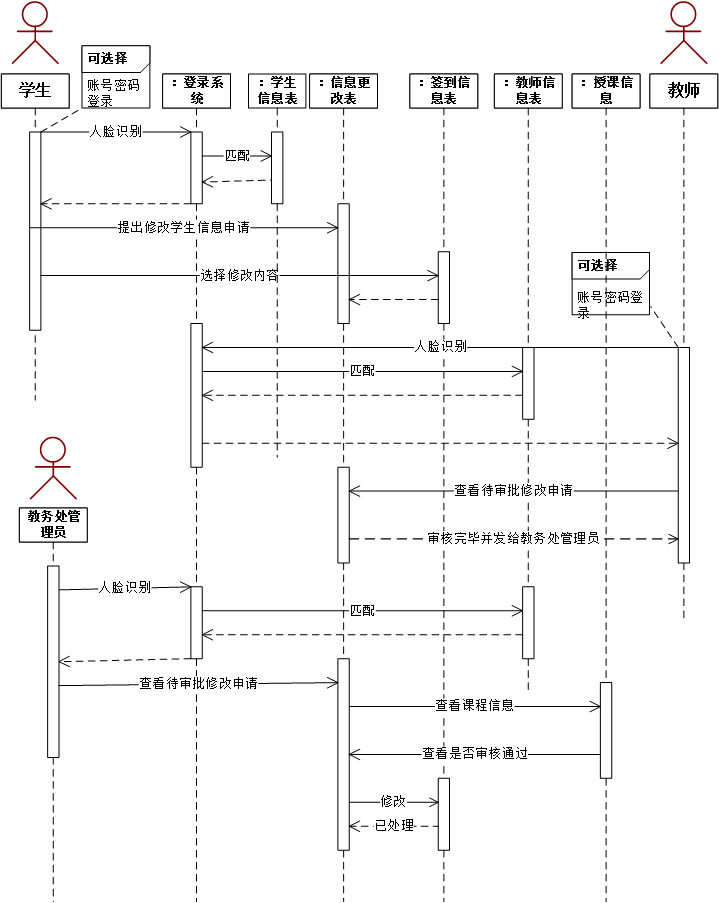 可选择
账号密码
登录
学生
：登录系
统
：学生
信息表
：信息更
改表
：签到信
息表
：教师信
息表
：授课信
息
教师
人脸识别
匹配
提出修改学生信息申请
选择修改内容
可选择
账号密码登
录
人脸识别
匹配
教务处管
理员
查看待审批修改申请
审核完毕并发给教务处管理员
人脸识别
匹配
查看待审批修改申请
查看课程信息
查看是否审核通过
修改
已处理